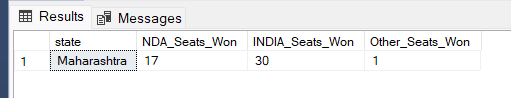 Results Messages
state NDA_Seats_Won INDIA_Seats_Won Other_Seats_Won
1 Maharashtra 17 30 1